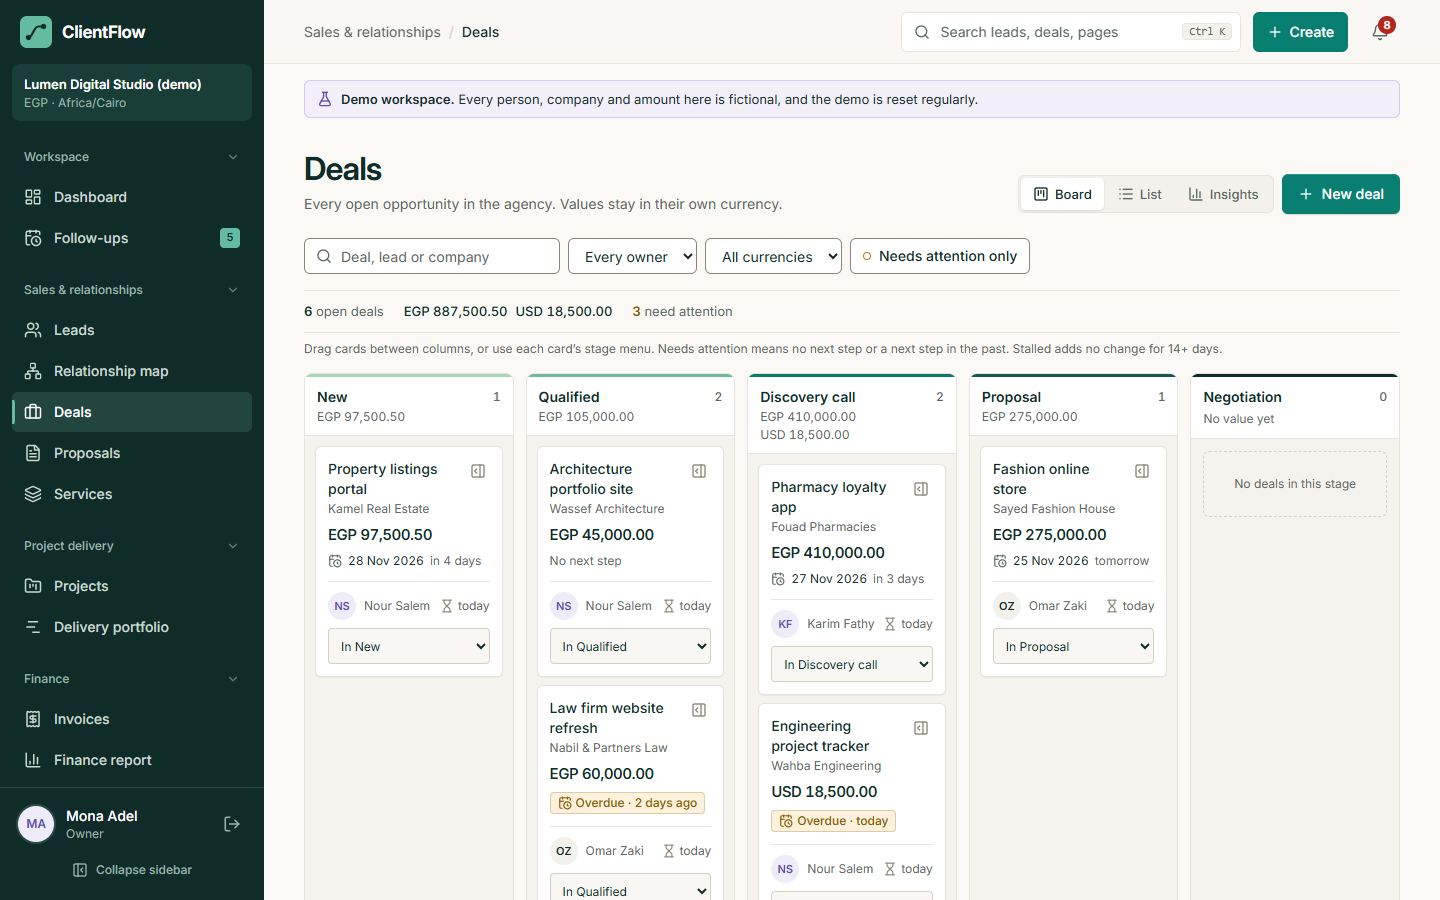 ClientFlow
Lumen Digital Studio (demo)
EGP · Africa/Cairo
Workspace
Dashboard
Follow-ups 5
Sales & relationships
Leads
Relationship map
Deals
Proposals
Services
Project delivery
Projects
Delivery portfolio
Finance
Invoices
Finance report
MA
Mona Adel
Owner
Collapse sidebar
Sales & relationships / Deals
Search leads, deals, pages Ctrl K
Create
8
Demo workspace. Every person, company and amount here is fictional, and the demo is reset regularly.
Deals
Every open opportunity in the agency. Values stay in their own currency.
Board List Insights
New deal
Deal, lead or company
Every owner
All currencies
Needs attention only
6 open deals EGP 887,500.50 USD 18,500.00 3 need attention
Drag cards between columns, or use each card's stage menu. Needs attention means no next step or a next step in the past. Stalled adds no change for 14+ days.
New 1
EGP 97,500.50
Property listings
portal
Kamel Real Estate
EGP 97,500.50
28 Nov 2026 in 4 days
NS Nour Salem today
In New
Qualified 2
EGP 105,000.00
Architecture
portfolio site
Wassef Architecture
EGP 45,000.00
No next step
NS Nour Salem today
In Qualified
Law firm website
refresh
Nabil & Partners Law
EGP 60,000.00
Overdue · 2 days ago
OZ Omar Zaki today
In Qualified
Discovery call 2
EGP 410,000.00
USD 18,500.00
Pharmacy loyalty
app
Fouad Pharmacies
EGP 410,000.00
27 Nov 2026 in 3 days
KF Karim Fathy today
In Discovery call
Engineering
project tracker
Wahba Engineering
USD 18,500.00
Overdue · today
NS Nour Salem today
Proposal 1
EGP 275,000.00
Fashion online
store
Sayed Fashion House
EGP 275,000.00
25 Nov 2026 tomorrow
OZ Omar Zaki today
In Proposal
Negotiation 0
No value yet
No deals in this stage